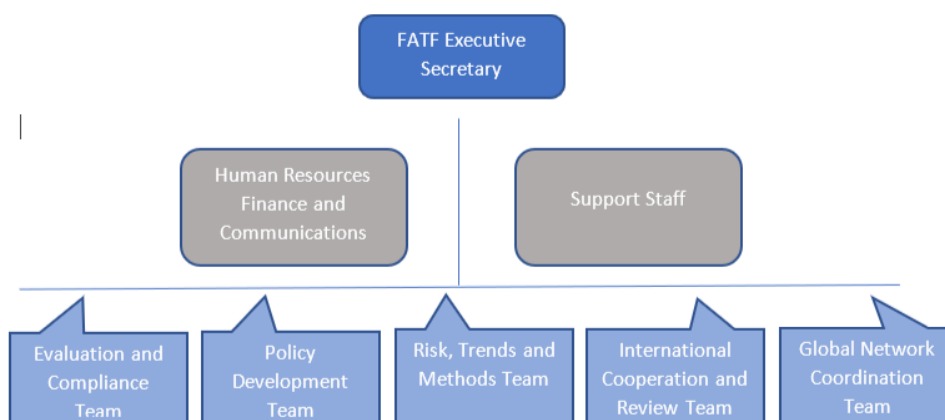 FATF Executive
Secretary
Human Resources
Finance and
Communications
Support Staff
Evaluation and
Compliance
Team
Policy
Development
Team
Risk, Trends and
Methods Team
International
Cooperation and
Review Team
Global Network
Coordination
Team